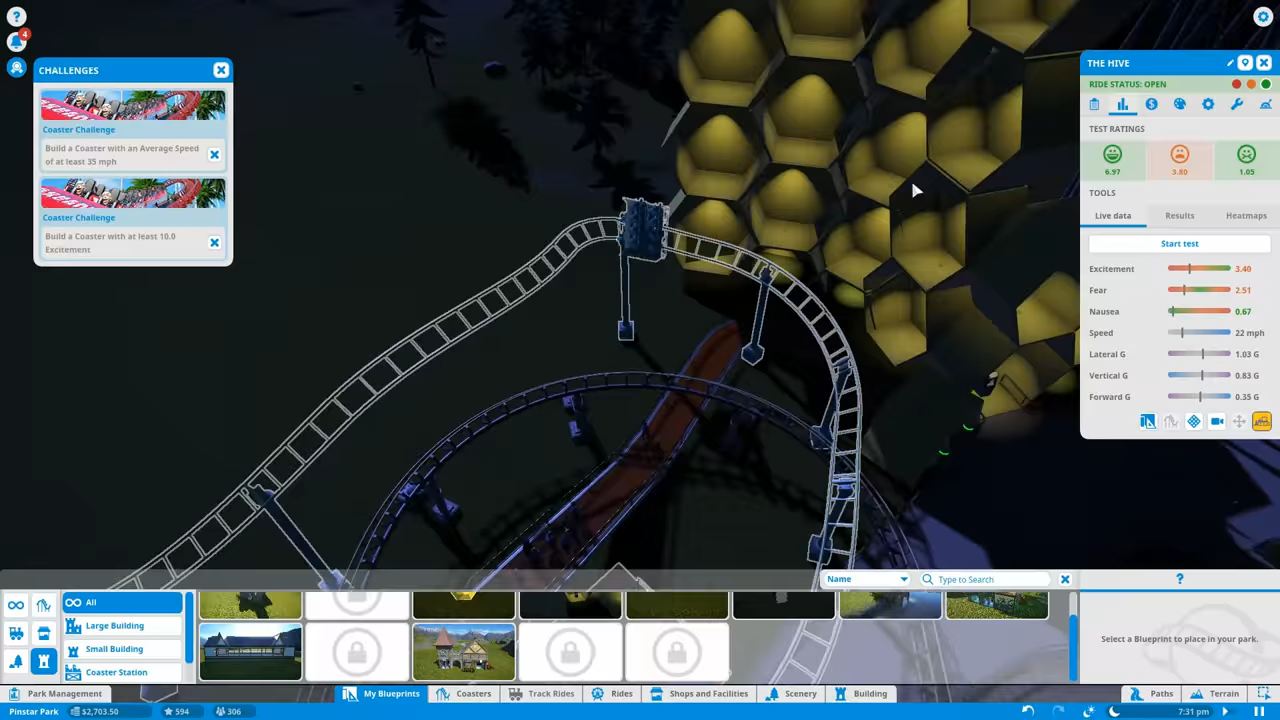 ?
4
CHALLENGES
Coaster Challenge
Build a Coaster with an Average Speed
of at least 35 mph
Coaster Challenge
Build a Coaster with at least 10.0
Excitement
THE HIVE
RIDE STATUS: OPEN
TEST RATINGS
6.97 3.80 1.05
TOOLS
Live data Results Heatmaps
Start test
Excitement 3.40
Fear 2.51
Nausea 0.67
Speed 22 mph
Lateral G 1.03 G
Vertical G 0.83 G
Forward G 0.35 G
Name Type to Search ?
All
Large Building
Small Building
Coaster Station
Select a Blueprint to place in your park.
Park Management My Blueprints Coasters Track Rides Rides Shops and Facilities Scenery Building Paths Terrain
Pinstar Park $2,703.50 594 306 7:31 pm